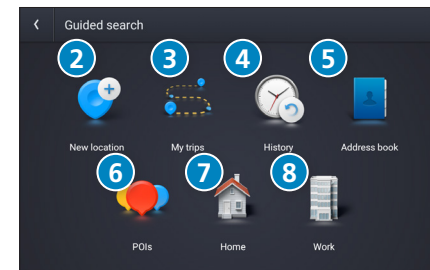 Guided search
2 3 4 5
New location My trips History Address book
6 7 8
POIs Home Work